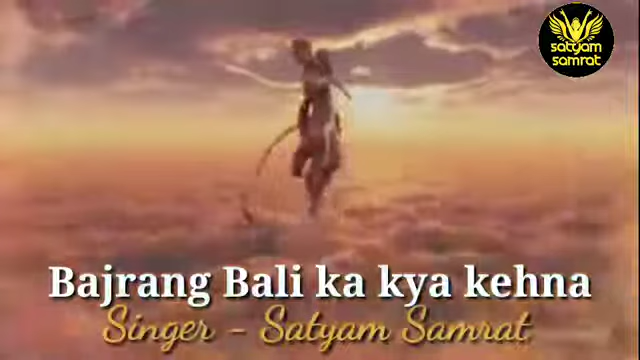 satyam
samrat
Bajrang Bali ka kya kehna
Singer - Satyam Samrat